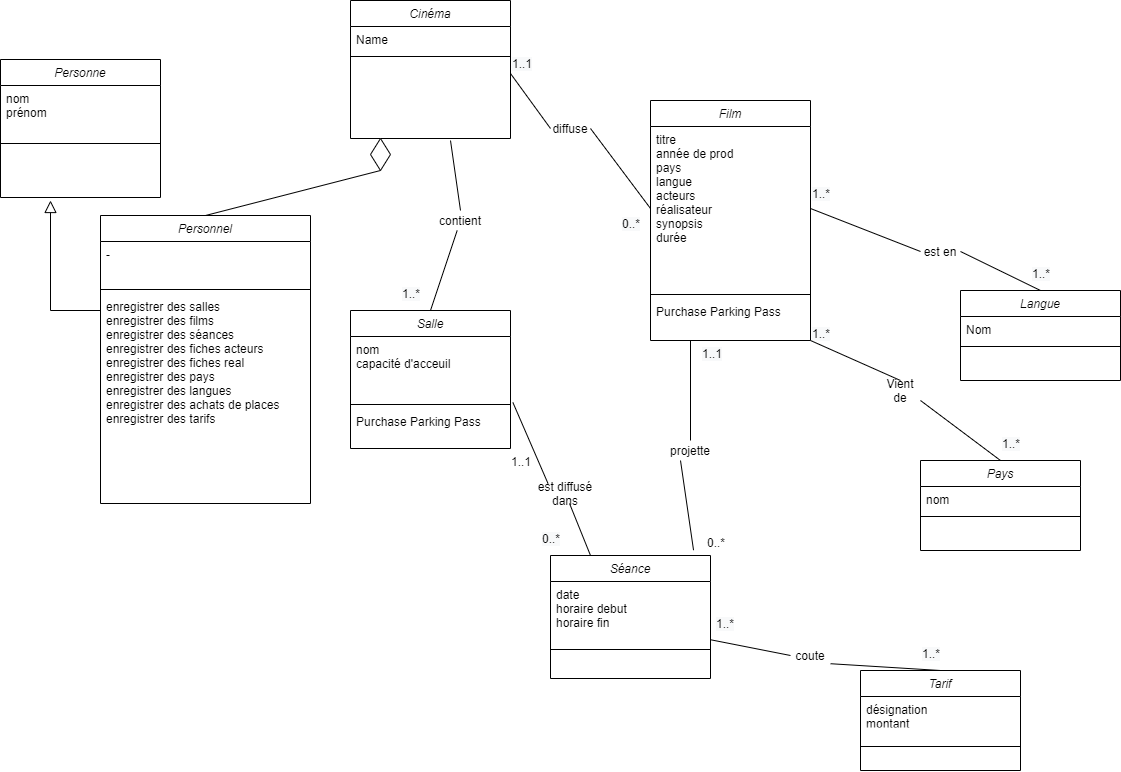 Cinéma
Name
Personne
nom
prénom
1..1
diffuse
Film
titre
année de prod
pays
langue
acteurs
réalisateur
synopsis
durée
Purchase Parking Pass
0..*
1..*
est en
1..*
Langue
Nom
contient
1..*
Personnel
-
enregistrer des salles
enregistrer des films
enregistrer des séances
enregistrer des fiches acteurs
enregistrer des fiches real
enregistrer des pays
enregistrer des langues
enregistrer des achats de places
enregistrer des tarifs
Salle
nom
capacité d'acceuil
Purchase Parking Pass
1..1
1..*
Vient
de
1..*
Pays
nom
projette
1..1
est diffusé
dans
0..*
0..*
Séance
date
horaire debut
horaire fin
1..*
coute
1..*
Tarif
désignation
montant